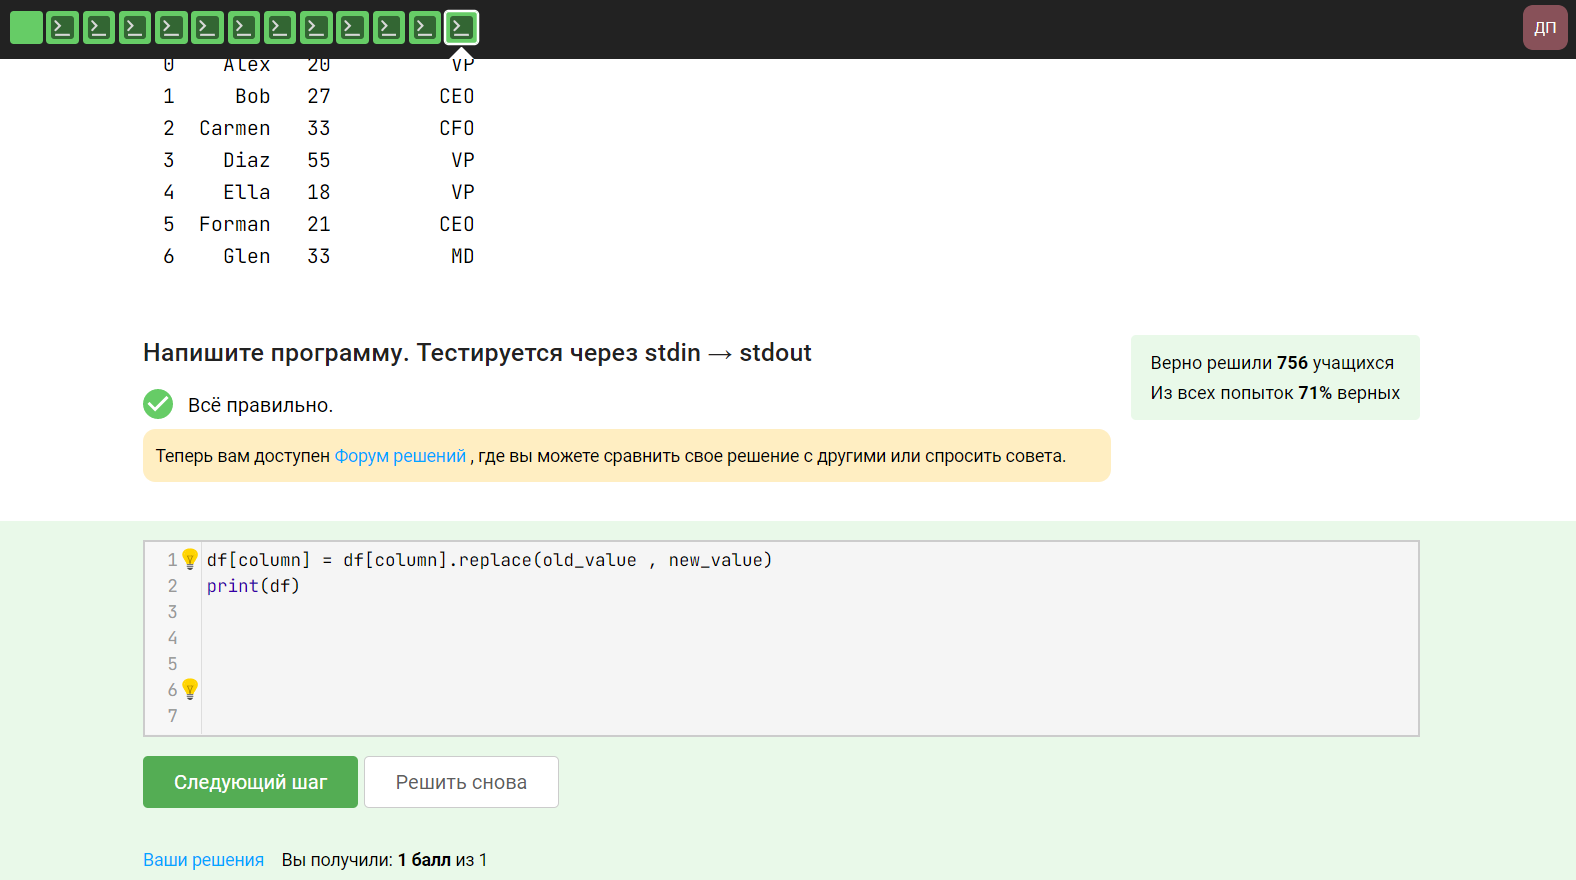 ДП
0 Alex 20 VP
1 Bob 27 CEO
2 Carmen 33 CFO
3 Diaz 55 VP
4 Ella 18 VP
5 Forman 21 CEO
6 Glen 33 MD
Напишите программу. Тестируется через stdin → stdout
Верно решили 756 учащихся
Из всех попыток 71% верных
Всё правильно.
Теперь вам доступен Форум решений , где вы можете сравнить свое решение с другими или спросить совета.
1 df[column] = df[column].replace(old_value , new_value)
2 print(df)
3
4
5
6
7
Следующий шаг
Решить снова
Ваши решения Вы получили: 1 балл из 1